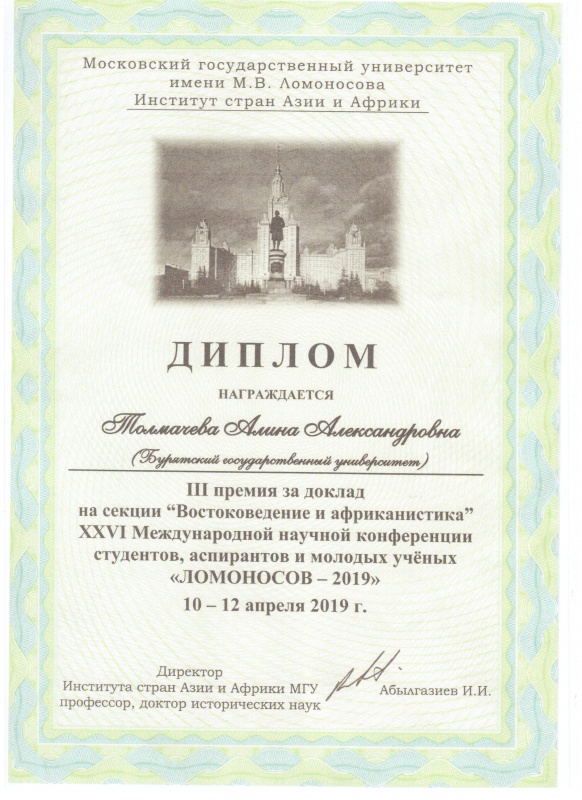 Московский государственный университет
имени М.В. Ломоносова
Институт стран Азии и Африки
ДИПЛОМ
НАГРАЖДАЕТСЯ
Толмачева Алина Александровна
(Бурятский государственный университет)
III премия за доклад
на секции “Востоковедение и африканистика”
XXVI Международной научной конференции
студентов, аспирантов и молодых учёных
«ЛОМОНОСОВ – 2019»
10 – 12 апреля 2019 г.
Директор
Института стран Азии и Африки МГУ Абылгазиев И.И.
профессор, доктор исторических наук